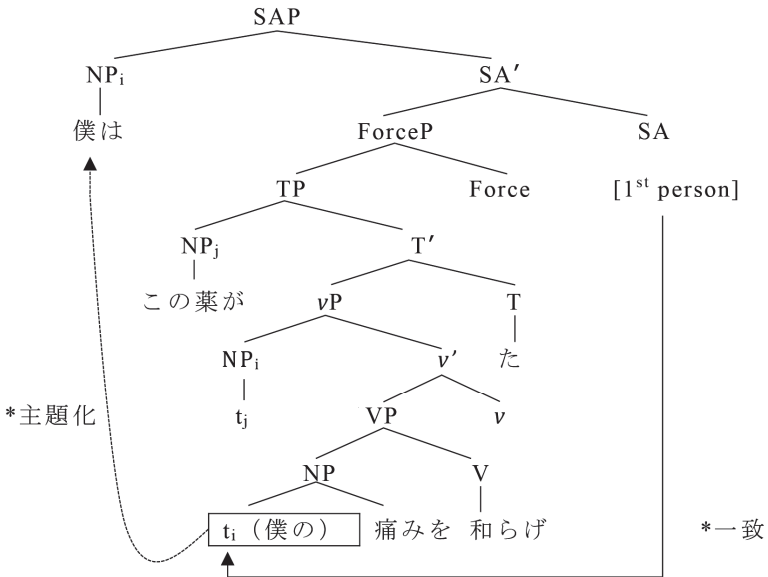 SAP
NPi SA′
僕は ForceP SA
TP Force [1st person]
NPj T′
この薬が vP T
NPi v′ た
*主題化 tj VP v
NP V
ti（僕の） 痛みを 和らげ *一致